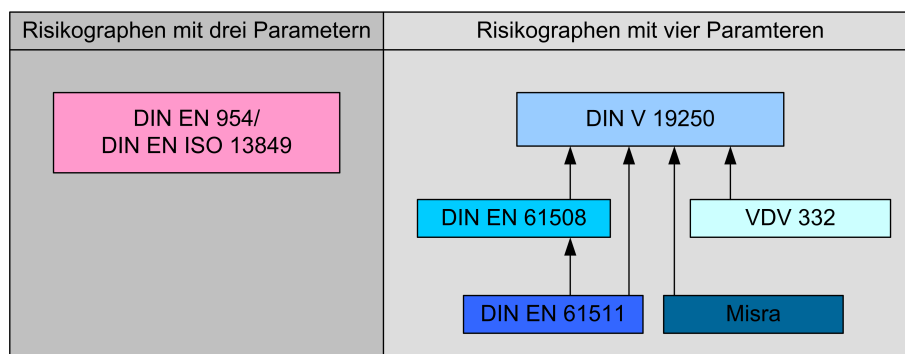 Risikographen mit drei Parametern
Risikographen mit vier Paramteren
DIN EN 954/
DIN EN ISO 13849
DIN V 19250
DIN EN 61508
VDV 332
DIN EN 61511
Misra